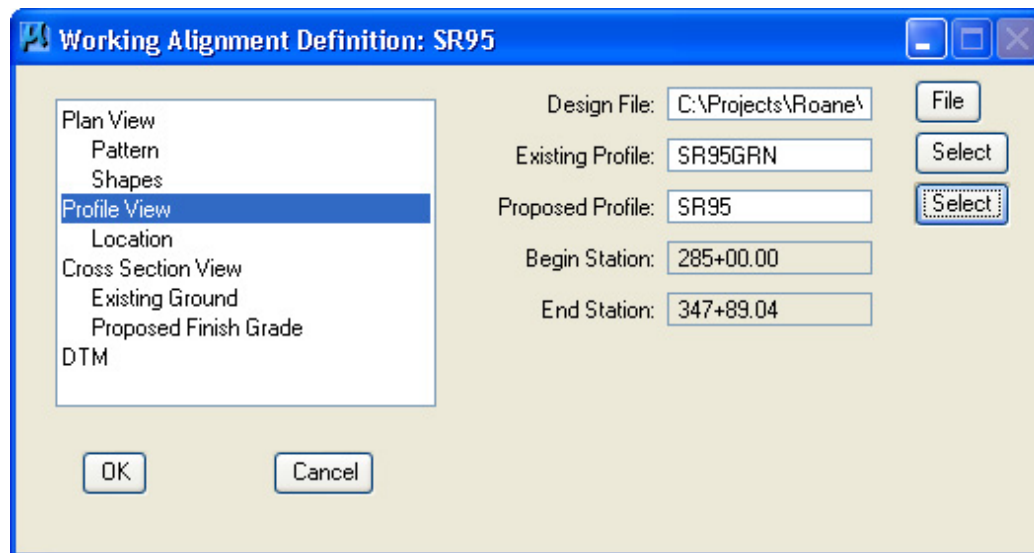 Working Alignment Definition: SR95
Plan View
Pattern
Shapes
Profile View
Location
Cross Section View
Existing Ground
Proposed Finish Grade
DTM
Design File: C:\Projects\Roane\ File
Existing Profile: SR95GRN Select
Proposed Profile: SR95 Select
Begin Station: 285+00.00
End Station: 347+89.04
OK Cancel